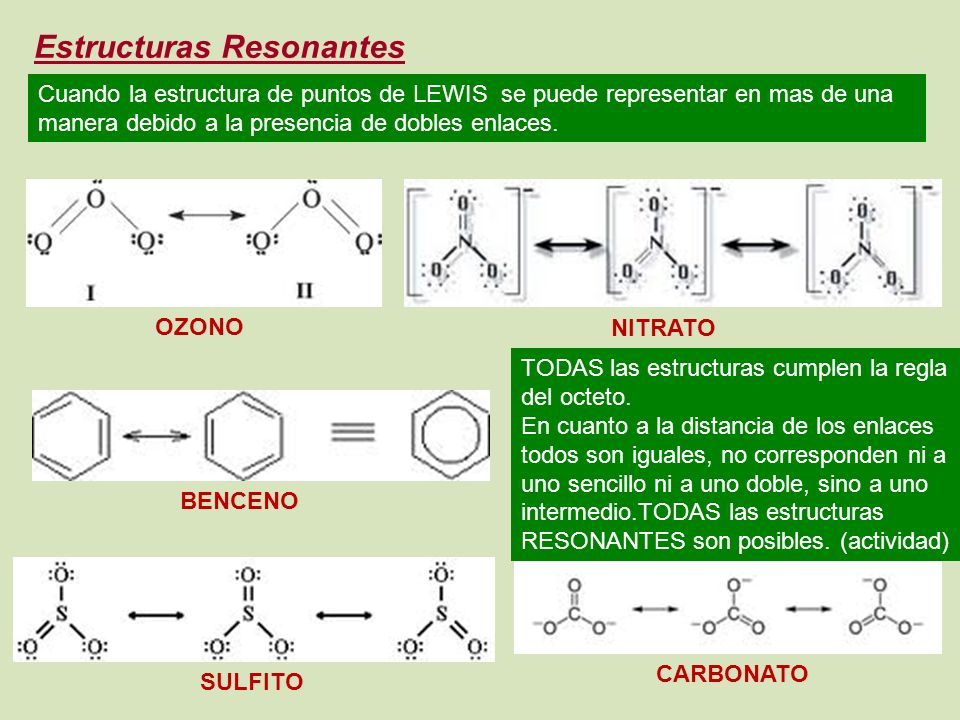 Estructuras Resonantes
Cuando la estructura de puntos de LEWIS se puede representar en mas de una
manera debido a la presencia de dobles enlaces.
I
II
OZONO
NITRATO
TODAS las estructuras cumplen la regla
del octeto.
En cuanto a la distancia de los enlaces
todos son iguales, no corresponden ni a
uno sencillo ni a uno doble, sino a uno
intermedio.TODAS las estructuras
RESONANTES son posibles. (actividad)
BENCENO
SULFITO
CARBONATO